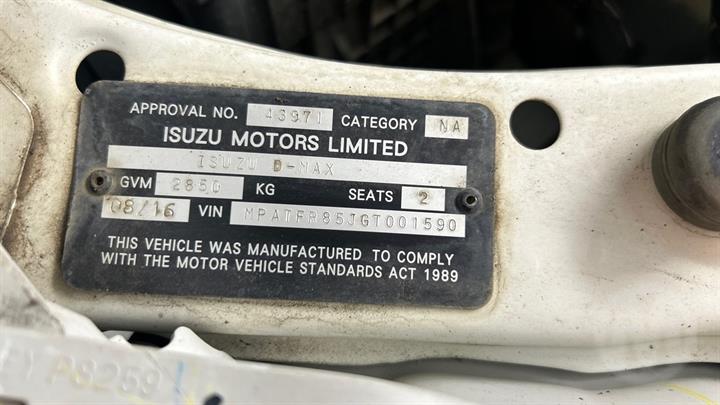 APPROVAL NO. 43971 CATEGORY NA
ISUZU MOTORS LIMITED
ISUZU D-MAX
GVM 2850 KG SEATS 2
08/16 VIN MPATFR85JGT001590
THIS VEHICLE WAS MANUFACTURED TO COMPLY
WITH THE MOTOR VEHICLE STANDARDS ACT 1989
P8259